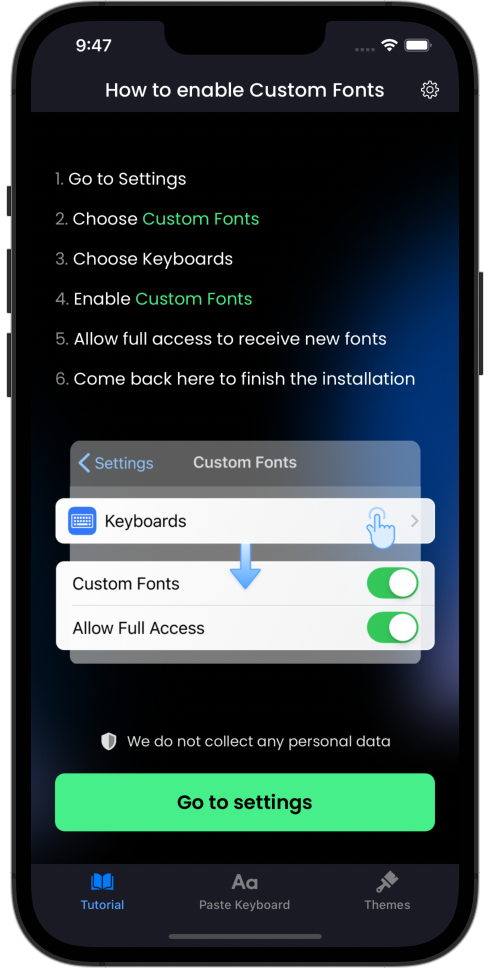 9:47
How to enable Custom Fonts
1. Go to Settings
2. Choose Custom Fonts
3. Choose Keyboards
4. Enable Custom Fonts
5. Allow full access to receive new fonts
6. Come back here to finish the installation
Settings Custom Fonts
Keyboards
Custom Fonts
Allow Full Access
We do not collect any personal data
Go to settings
Aa
Tutorial Paste Keyboard Themes